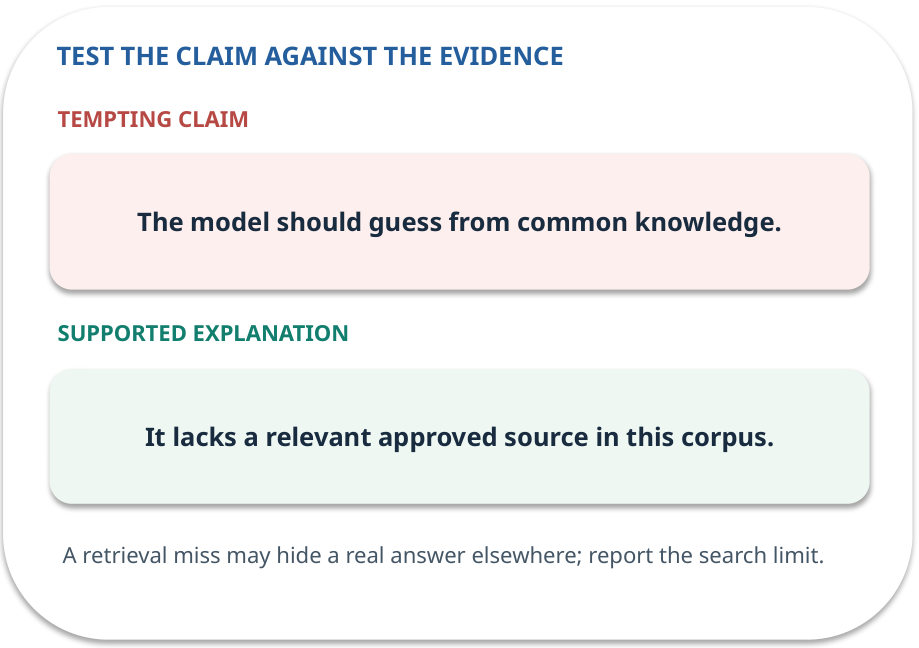 TEST THE CLAIM AGAINST THE EVIDENCE
TEMPTING CLAIM
The model should guess from common knowledge.
SUPPORTED EXPLANATION
It lacks a relevant approved source in this corpus.
A retrieval miss may hide a real answer elsewhere; report the search limit.